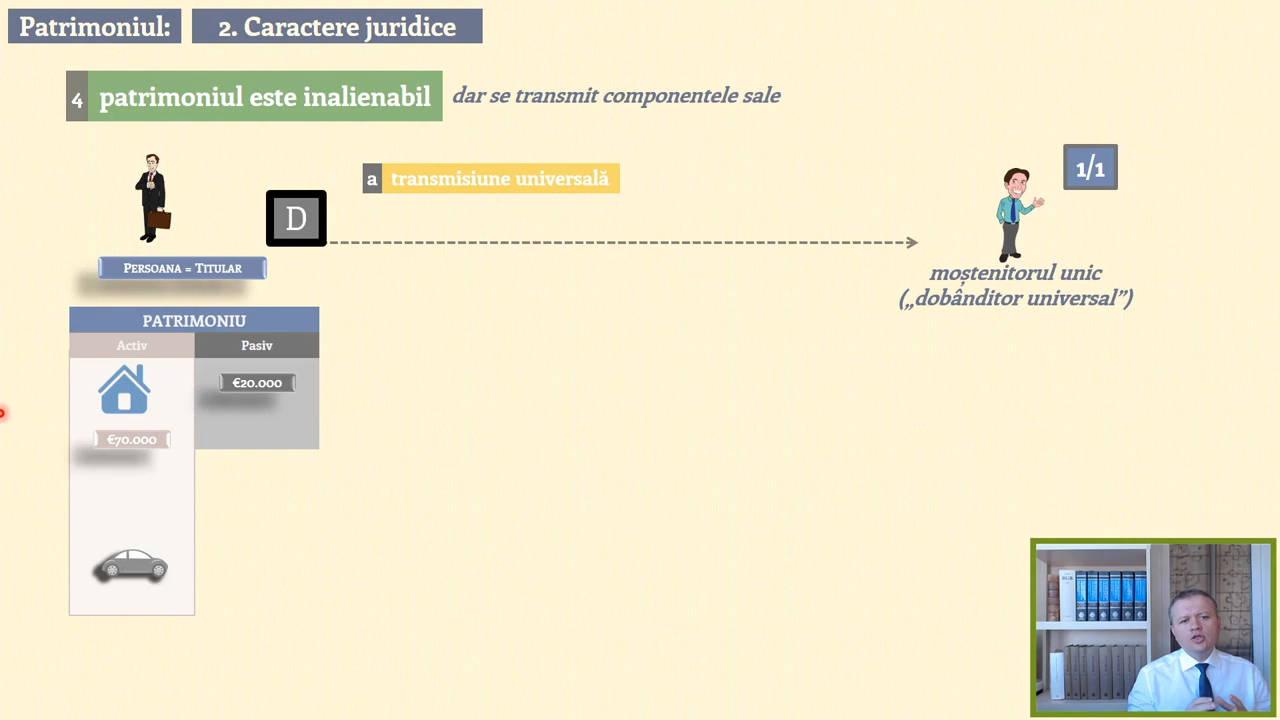 Patrimoniul:
2. Caractere juridice
4 patrimoniul este inalienabil
dar se transmit componentele sale
a transmisiune universală
1/1
D
PERSOANA = TITULAR
moștenitorul unic
(„dobânditor universal”)
PATRIMONIU
Activ Pasiv
€20.000
€70.000